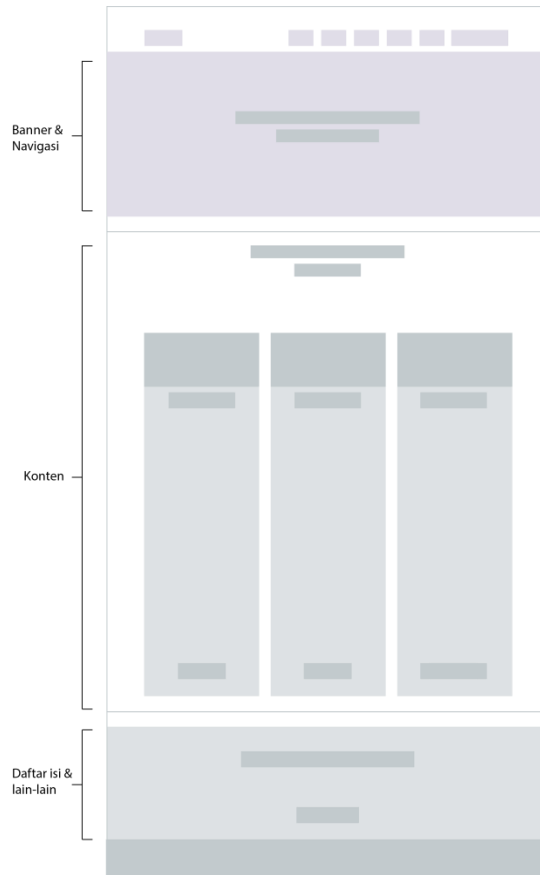 Banner &
Navigasi
Konten
Daftar isi &
lain-lain